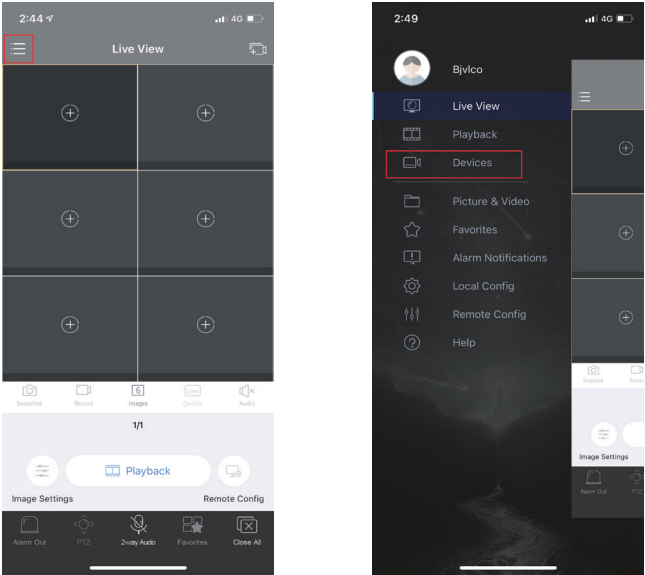 2:44 4G
Live View
Snapshot Record 6 Images Low Quality Audio
1/1
Playback
Image Settings Remote Config
Alarm Out PTZ 2-way Audio Favorites Close All
2:49 4G
Bjvlco
Live View
Playback
Devices
Picture & Video
Favorites
Alarm Notifications
Local Config
Remote Config
Help
Snapshot
Image Settings
Alarm Out PTZ